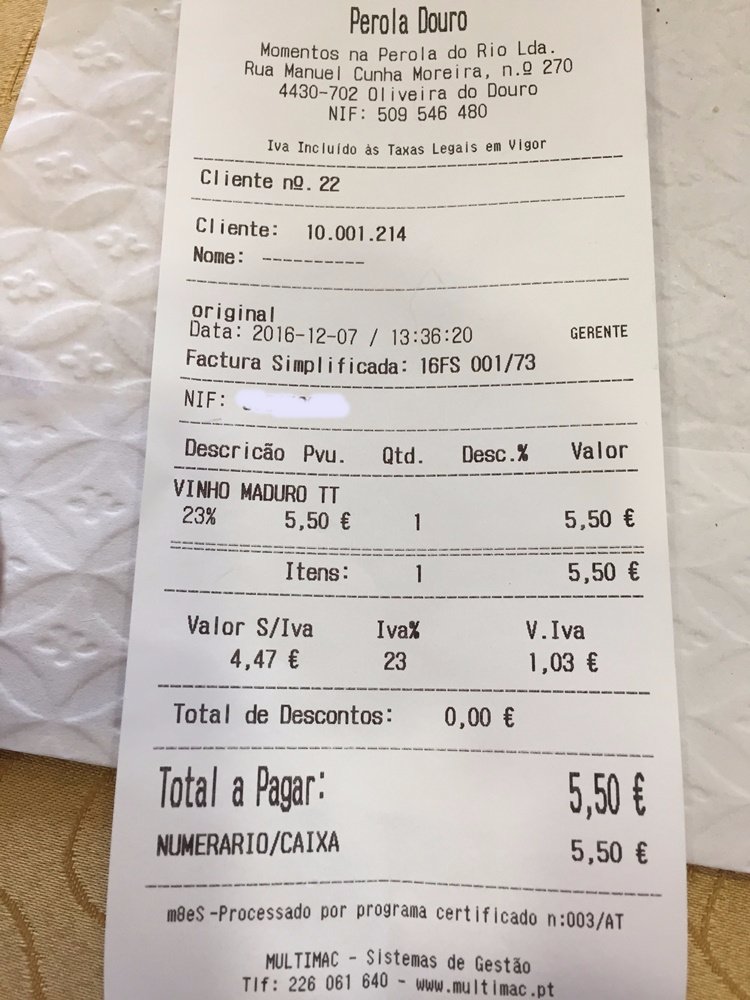 Perola Douro
Momentos na Perola do Rio Lda.
Rua Manuel Cunha Moreira, n.º 270
4430-702 Oliveira do Douro
NIF: 509 546 480
Iva Incluído às Taxas Legais em Vigor
Cliente nº. 22
Cliente: 10.001.214
Nome: ----------
original
Data: 2016-12-07 / 13:36:20 GERENTE
Factura Simplificada: 16FS 001/73
NIF:
Descricão Pvu. Qtd. Desc.% Valor
VINHO MADURO TT
23% 5,50 € 1 5,50 €
Itens: 1 5,50 €
Valor S/Iva Iva% V.Iva
4,47 € 23 1,03 €
Total de Descontos: 0,00 €
Total a Pagar: 5,50 €
NUMERARIO/CAIXA 5,50 €
m8eS-Processado por programa certificado n:003/AT
MULTIMAC - Sistemas de Gestão
Tlf: 226 061 640 - www.multimac.pt